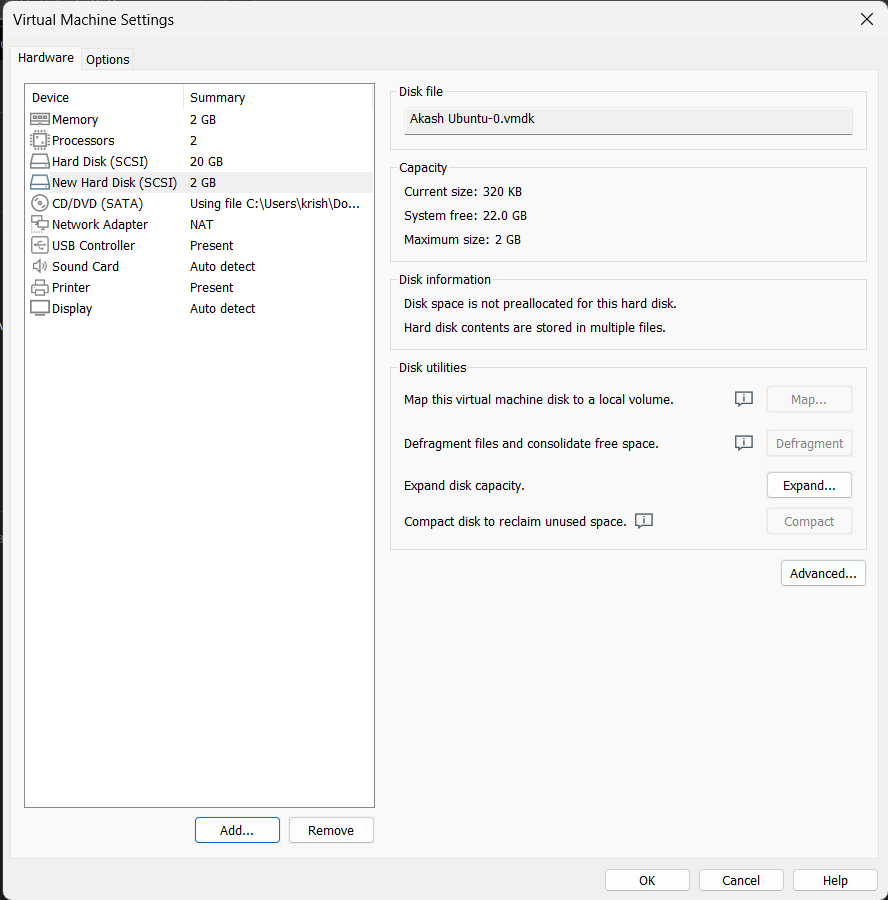 Virtual Machine Settings
Hardware Options
Device Summary
Memory 2 GB
Processors 2
Hard Disk (SCSI) 20 GB
New Hard Disk (SCSI) 2 GB
CD/DVD (SATA) Using file C:\Users\krish\Do...
Network Adapter NAT
USB Controller Present
Sound Card Auto detect
Printer Present
Display Auto detect
Add... Remove
Disk file
Akash Ubuntu-0.vmdk
Capacity
Current size: 320 KB
System free: 22.0 GB
Maximum size: 2 GB
Disk information
Disk space is not preallocated for this hard disk.
Hard disk contents are stored in multiple files.
Disk utilities
Map this virtual machine disk to a local volume. Map...
Defragment files and consolidate free space. Defragment
Expand disk capacity. Expand...
Compact disk to reclaim unused space. Compact
Advanced...
OK Cancel Help